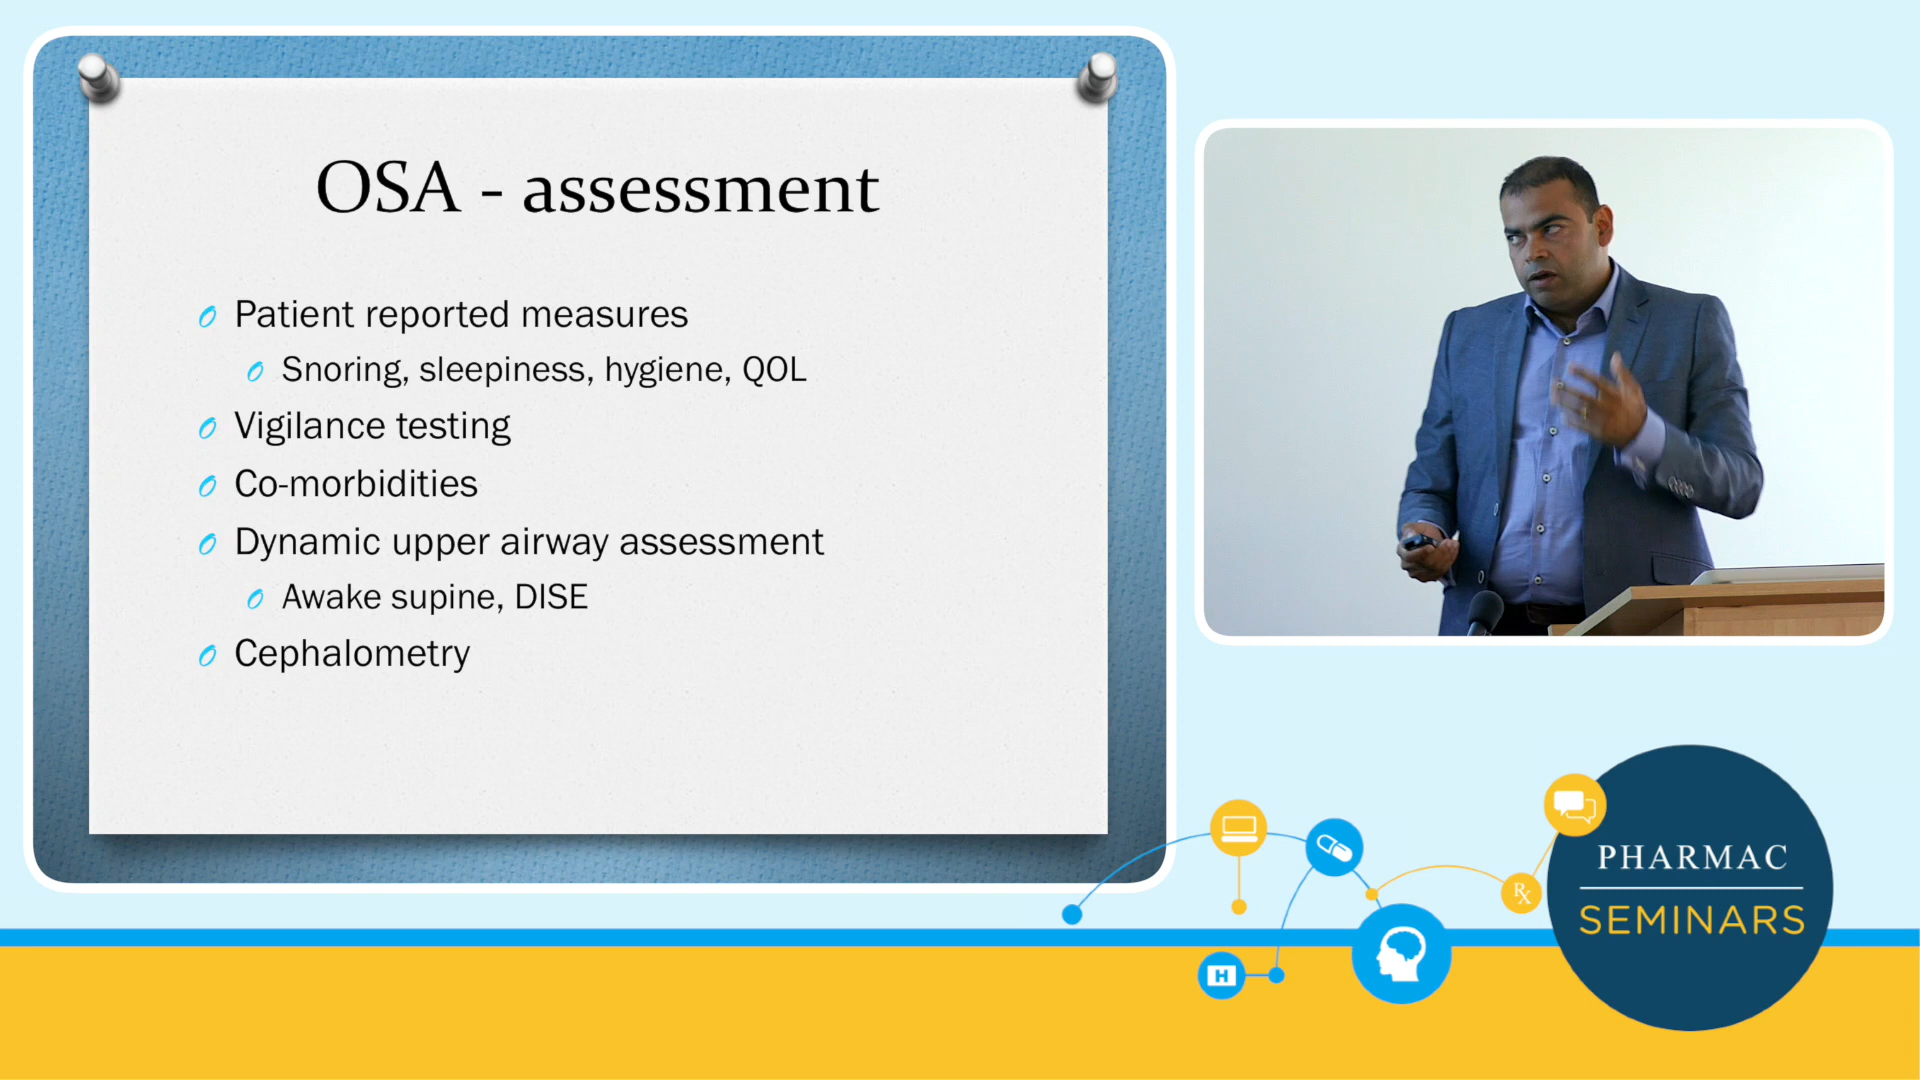 OSA - assessment
Patient reported measures
Snoring, sleepiness, hygiene, QOL
Vigilance testing
Co-morbidities
Dynamic upper airway assessment
Awake supine, DISE
Cephalometry
H
Rx
PHARMAC
SEMINARS